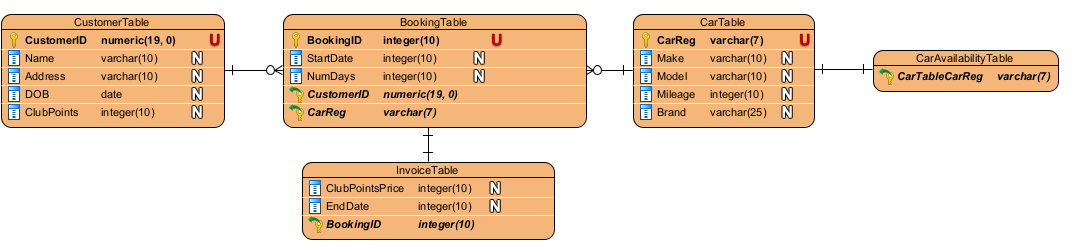 CustomerTable
CustomerID numeric(19, 0) U
Name varchar(10) N
Address varchar(10) N
DOB date N
ClubPoints integer(10) N
BookingTable
BookingID integer(10) U
StartDate integer(10) N
NumDays integer(10) N
CustomerID numeric(19, 0)
CarReg varchar(7)
CarTable
CarReg varchar(7) U
Make varchar(10) N
Model varchar(10) N
Mileage integer(10) N
Brand varchar(25) N
CarAvailabilityTable
CarTableCarReg varchar(7)
InvoiceTable
ClubPointsPrice integer(10) N
EndDate integer(10) N
BookingID integer(10)